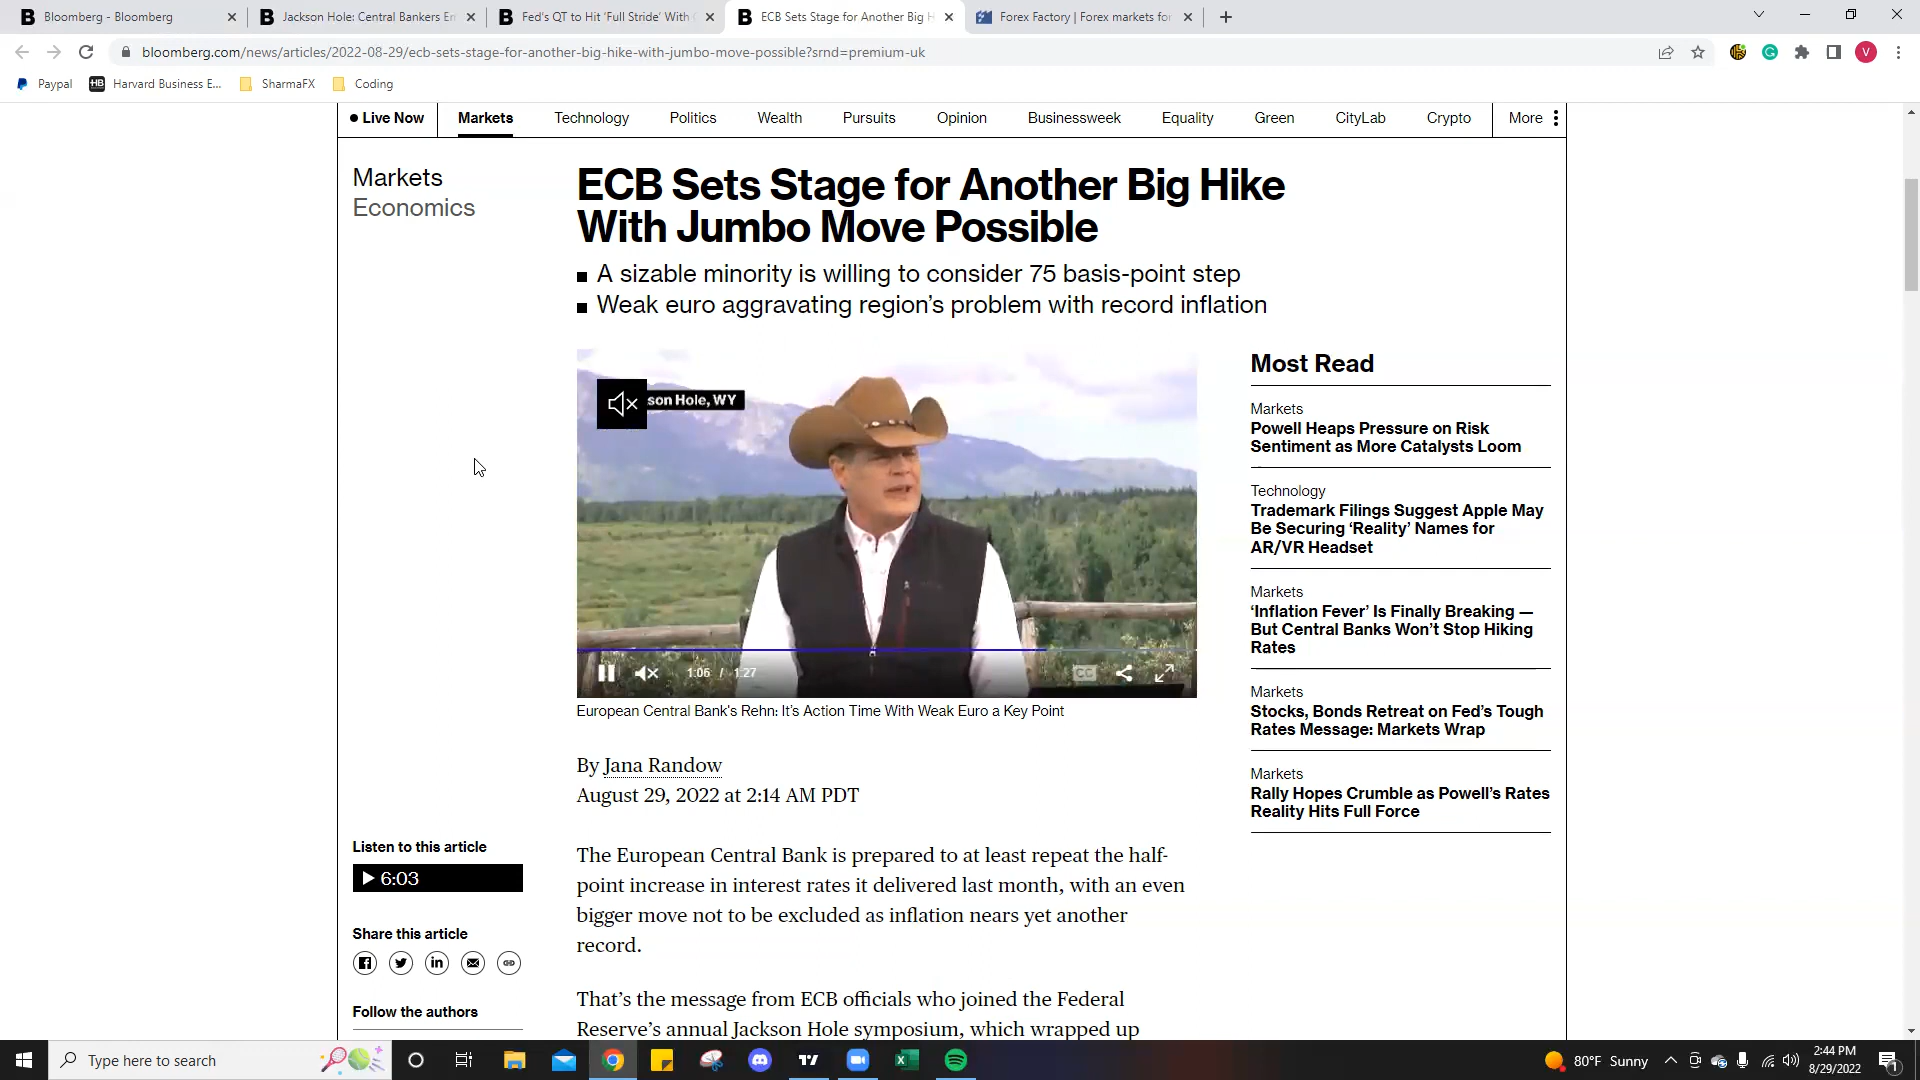 Bloomberg - Bloomberg
Jackson Hole: Central Bankers Em
Fed's QT to Hit 'Full Stride' With
ECB Sets Stage for Another Big H
Forex Factory | Forex markets for
bloomberg.com/news/articles/2022-08-29/ecb-sets-stage-for-another-big-hike-with-jumbo-move-possible?srnd=premium-uk
V
Paypal
HB
Harvard Business E...
SharmaFX
Coding
Live Now
Markets
Technology
Politics
Wealth
Pursuits
Opinion
Businessweek
Equality
Green
CityLab
Crypto
More
Markets
Economics
ECB Sets Stage for Another Big Hike
With Jumbo Move Possible
A sizable minority is willing to consider 75 basis-point step
Weak euro aggravating region's problem with record inflation
son Hole, WY
1:06 / 1:27
CC
European Central Bank's Rehn: It's Action Time With Weak Euro a Key Point
By Jana Randow
August 29, 2022 at 2:14 AM PDT
Listen to this article
6:03
Share this article
Follow the authors
The European Central Bank is prepared to at least repeat the half-
point increase in interest rates it delivered last month, with an even
bigger move not to be excluded as inflation nears yet another
record.
That's the message from ECB officials who joined the Federal
Reserve's annual Jackson Hole symposium, which wrapped up
Most Read
Markets
Powell Heaps Pressure on Risk
Sentiment as More Catalysts Loom
Technology
Trademark Filings Suggest Apple May
Be Securing 'Reality' Names for
AR/VR Headset
Markets
'Inflation Fever' Is Finally Breaking —
But Central Banks Won't Stop Hiking
Rates
Markets
Stocks, Bonds Retreat on Fed's Tough
Rates Message: Markets Wrap
Markets
Rally Hopes Crumble as Powell's Rates
Reality Hits Full Force
Type here to search
80°F Sunny
2:44 PM
8/29/2022
1